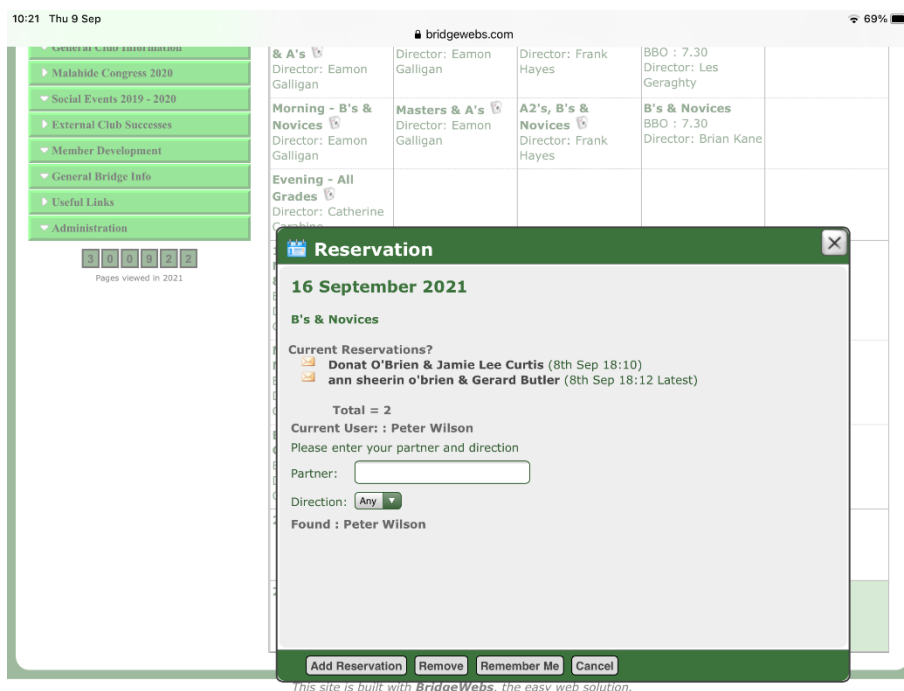 10:21 Thu 9 Sep
69%
bridgewebs.com
General Club Information
Malahide Congress 2020
Social Events 2019 - 2020
External Club Successes
Member Development
General Bridge Info
Useful Links
Administration
300922
Pages viewed in 2021
& A's
Director: Eamon
Galligan
Director: Eamon
Galligan
Director: Frank
Hayes
BBO : 7.30
Director: Les
Geraghty
Morning - B's &
Novices
Director: Eamon
Galligan
Masters & A's
Director: Eamon
Galligan
A2's, B's &
Novices
Director: Frank
Hayes
B's & Novices
BBO : 7.30
Director: Brian Kane
Evening - All
Grades
Director: Catherine
Reservation
16 September 2021
B's & Novices
Current Reservations?
Donat O'Brien & Jamie Lee Curtis (8th Sep 18:10)
ann sheerin o'brien & Gerard Butler (8th Sep 18:12 Latest)
Total = 2
Current User: : Peter Wilson
Please enter your partner and direction
Partner:
Direction: Any
Found : Peter Wilson
Add Reservation Remove Remember Me Cancel
This site is built with BridgeWebs, the easy web solution.